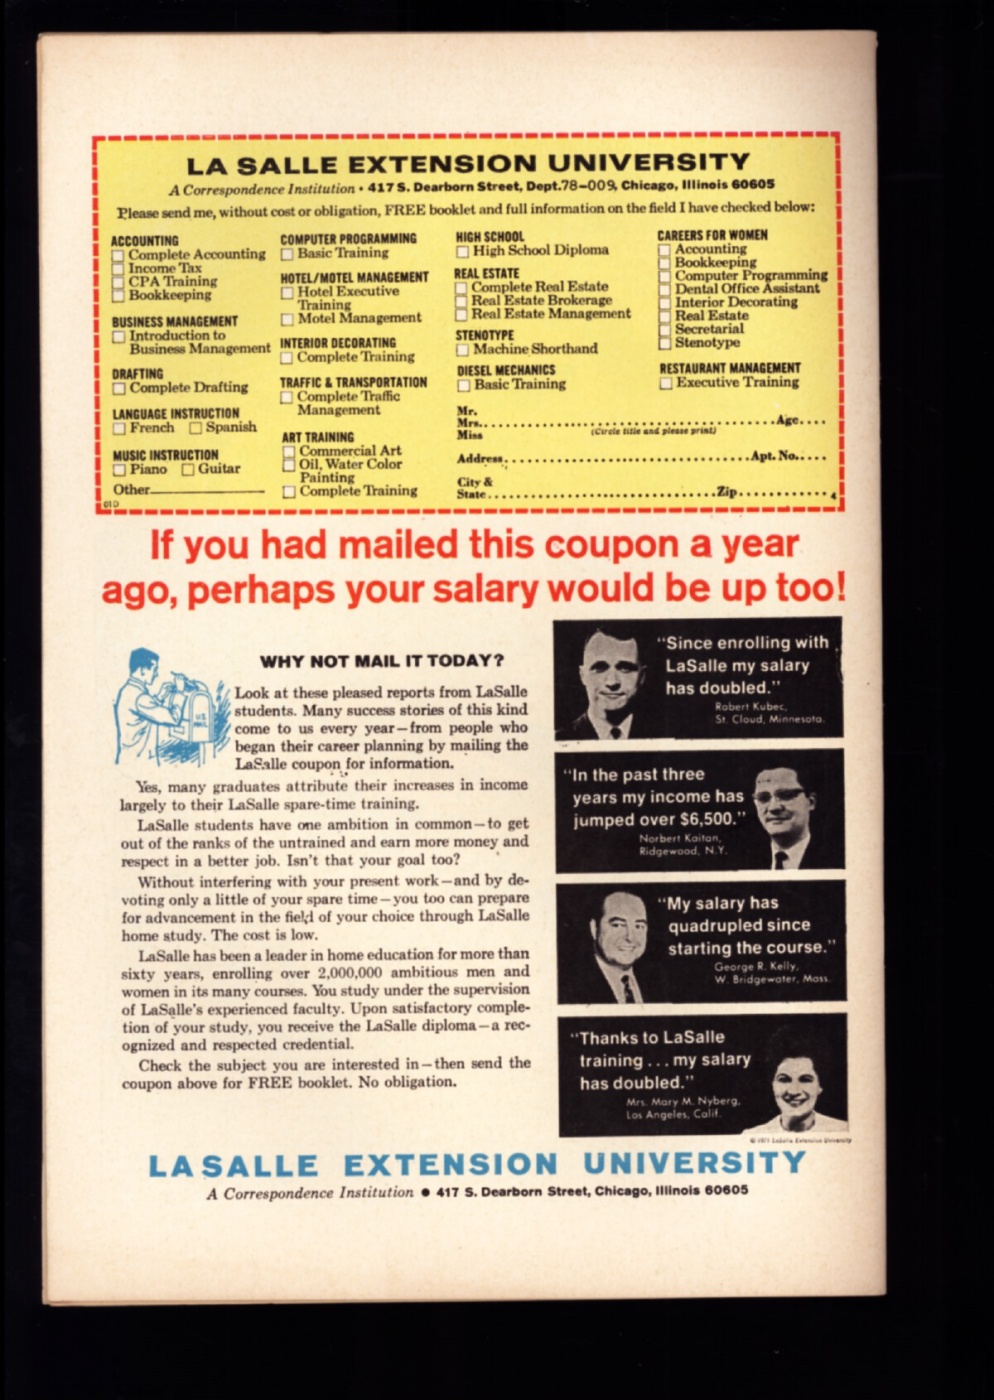 LA SALLE EXTENSION UNIVERSITY
A Correspondence Institution • 417 S. Dearborn Street, Dept.78-009, Chicago, Illinois 60605
Please send me, without cost or obligation, FREE booklet and full information on the field I have checked below:
ACCOUNTING
Complete Accounting
Income Tax
CPA Training
Bookkeeping
BUSINESS MANAGEMENT
Introduction to
Business Management
DRAFTING
Complete Drafting
LANGUAGE INSTRUCTION
French Spanish
MUSIC INSTRUCTION
Piano Guitar
Other
01D
COMPUTER PROGRAMMING
Basic Training
HOTEL/MOTEL MANAGEMENT
Hotel Executive
Training
Motel Management
INTERIOR DECORATING
Complete Training
TRAFFIC & TRANSPORTATION
Complete Traffic
Management
ART TRAINING
Commercial Art
Oil, Water Color
Painting
Complete Training
HIGH SCHOOL
High School Diploma
REAL ESTATE
Complete Real Estate
Real Estate Brokerage
Real Estate Management
STENOTYPE
Machine Shorthand
DIESEL MECHANICS
Basic Training
CAREERS FOR WOMEN
Accounting
Bookkeeping
Computer Programming
Dental Office Assistant
Interior Decorating
Real Estate
Secretarial
Stenotype
RESTAURANT MANAGEMENT
Executive Training
Mr.
Mrs. Age
Miss (Circle title and please print)
Address Apt. No.
City &
State Zip 4
If you had mailed this coupon a year
ago, perhaps your salary would be up too!
WHY NOT MAIL IT TODAY?
U.S.
MAIL
Look at these pleased reports from LaSalle
students. Many success stories of this kind
come to us every year—from people who
began their career planning by mailing the
LaSalle coupon for information.
Yes, many graduates attribute their increases in income
largely to their LaSalle spare-time training.
LaSalle students have one ambition in common—to get
out of the ranks of the untrained and earn more money and
respect in a better job. Isn't that your goal too?
Without interfering with your present work—and by de-
voting only a little of your spare time—you too can prepare
for advancement in the field of your choice through LaSalle
home study. The cost is low.
LaSalle has been a leader in home education for more than
sixty years, enrolling over 2,000,000 ambitious men and
women in its many courses. You study under the supervision
of LaSalle's experienced faculty. Upon satisfactory comple-
tion of your study, you receive the LaSalle diploma—a rec-
ognized and respected credential.
Check the subject you are interested in—then send the
coupon above for FREE booklet. No obligation.
"Since enrolling with
LaSalle my salary
has doubled."
Robert Kubec,
St. Cloud, Minnesota.
"In the past three
years my income has
jumped over $6,500."
Norbert Kaitan,
Ridgewood, N.Y.
"My salary has
quadrupled since
starting the course."
George R. Kelly,
W. Bridgewater, Mass.
"Thanks to LaSalle
training ... my salary
has doubled."
Mrs. Mary M. Nyberg,
Los Angeles, Calif.
© 1971 LaSalle Extension University
LA SALLE EXTENSION UNIVERSITY
A Correspondence Institution • 417 S. Dearborn Street, Chicago, Illinois 60605